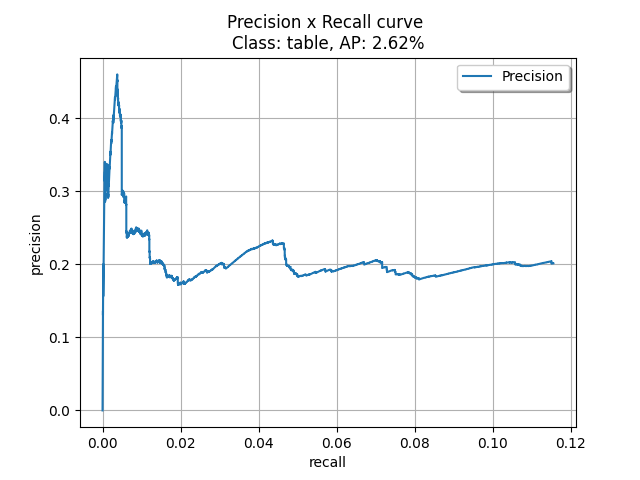 Precision x Recall curve
Class: table, AP: 2.62%
Precision
0.4
0.3
0.2
0.1
0.0
precision
0.00 0.02 0.04 0.06 0.08 0.10 0.12
recall